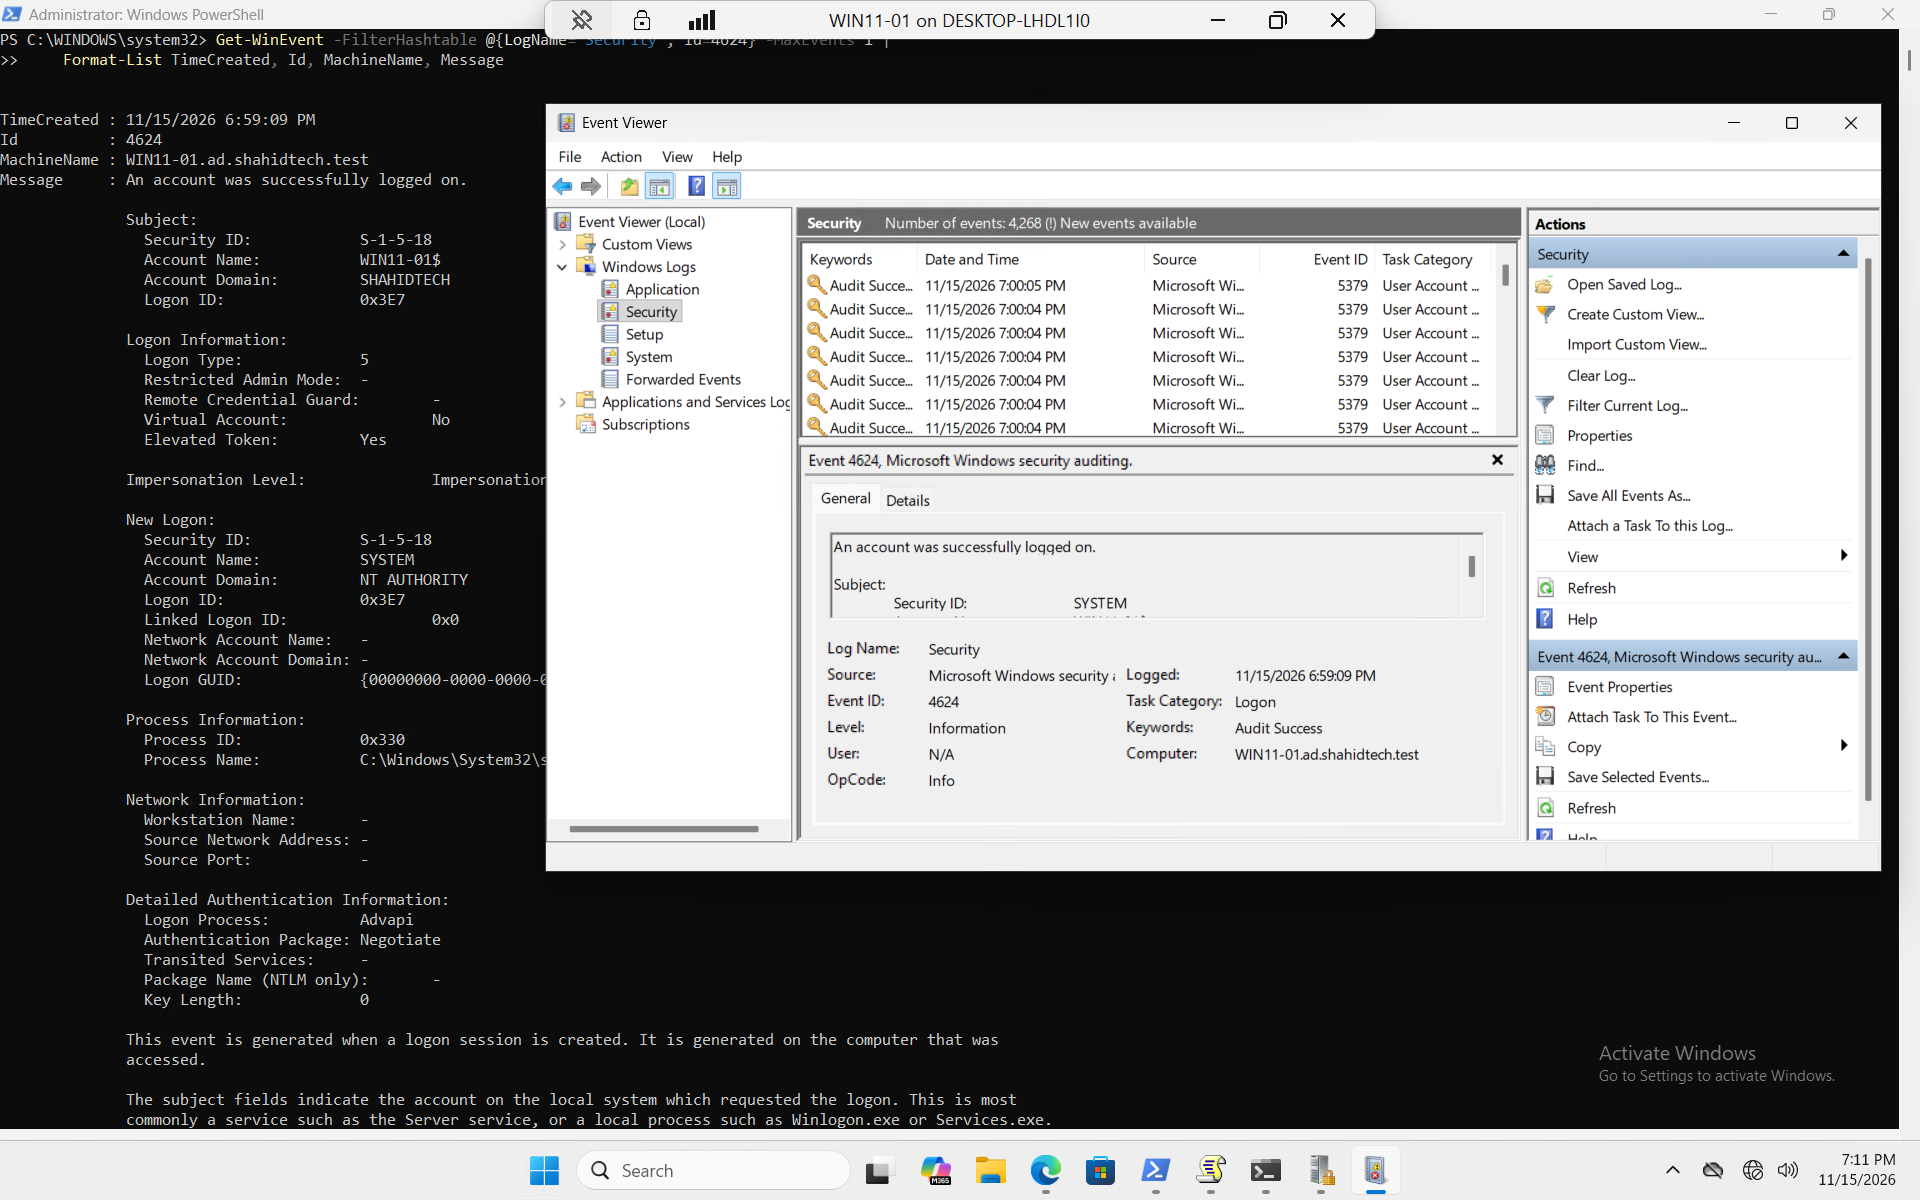 Administrator: Windows PowerShell
WIN11-01 on DESKTOP-LHDL1I0
PS C:\WINDOWS\system32> Get-WinEvent -FilterHashtable @{LogName='Security'; Id=4624} -MaxEvents 1 |
>>     Format-List TimeCreated, Id, MachineName, Message
TimeCreated : 11/15/2026 6:59:09 PM
Id          : 4624
MachineName : WIN11-01.ad.shahidtech.test
Message     : An account was successfully logged on.
Subject:
Security ID: S-1-5-18
Account Name: WIN11-01$
Account Domain: SHAHIDTECH
Logon ID: 0x3E7
Logon Information:
Logon Type: 5
Restricted Admin Mode: -
Remote Credential Guard: -
Virtual Account: No
Elevated Token: Yes
Impersonation Level: Impersonation
New Logon:
Security ID: S-1-5-18
Account Name: SYSTEM
Account Domain: NT AUTHORITY
Logon ID: 0x3E7
Linked Logon ID: 0x0
Network Account Name: -
Network Account Domain: -
Logon GUID: {00000000-0000-0000-0
Process Information:
Process ID: 0x330
Process Name: C:\Windows\System32\s
Network Information:
Workstation Name: -
Source Network Address: -
Source Port: -
Detailed Authentication Information:
Logon Process: Advapi
Authentication Package: Negotiate
Transited Services: -
Package Name (NTLM only): -
Key Length: 0
This event is generated when a logon session is created. It is generated on the computer that was
accessed.
The subject fields indicate the account on the local system which requested the logon. This is most
commonly a service such as the Server service, or a local process such as Winlogon.exe or Services.exe.
Event Viewer
File Action View Help
Event Viewer (Local)
Custom Views
Windows Logs
Application
Security
Setup
System
Forwarded Events
Applications and Services Log
Subscriptions
Security Number of events: 4,268 (!) New events available
Keywords Date and Time Source Event ID Task Category
Audit Succe... 11/15/2026 7:00:05 PM Microsoft Wi... 5379 User Account ...
Audit Succe... 11/15/2026 7:00:04 PM Microsoft Wi... 5379 User Account ...
Audit Succe... 11/15/2026 7:00:04 PM Microsoft Wi... 5379 User Account ...
Audit Succe... 11/15/2026 7:00:04 PM Microsoft Wi... 5379 User Account ...
Audit Succe... 11/15/2026 7:00:04 PM Microsoft Wi... 5379 User Account ...
Audit Succe... 11/15/2026 7:00:04 PM Microsoft Wi... 5379 User Account ...
Audit Succe... 11/15/2026 7:00:04 PM Microsoft Wi... 5379 User Account ...
Event 4624, Microsoft Windows security auditing.
General Details
An account was successfully logged on.
Subject:
Security ID: SYSTEM
Log Name: Security
Source: Microsoft Windows security Logged: 11/15/2026 6:59:09 PM
Event ID: 4624 Task Category: Logon
Level: Information Keywords: Audit Success
User: N/A Computer: WIN11-01.ad.shahidtech.test
OpCode: Info
Actions
Security
Open Saved Log...
Create Custom View...
Import Custom View...
Clear Log...
Filter Current Log...
Properties
Find...
Save All Events As...
Attach a Task To this Log...
View
Refresh
Help
Event 4624, Microsoft Windows security au...
Event Properties
Attach Task To This Event...
Copy
Save Selected Events...
Refresh
Help
Activate Windows
Go to Settings to activate Windows.
Search
M365
7:11 PM
11/15/2026